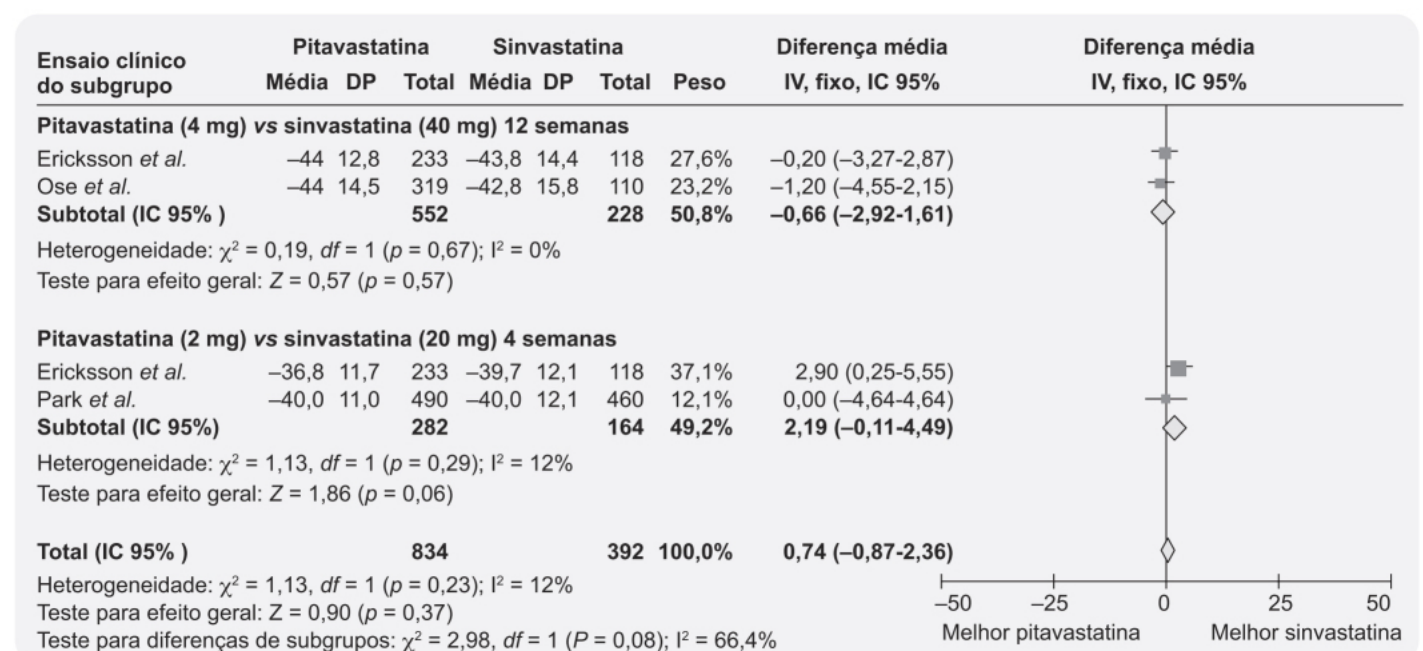 Ensaio clínico do subgrupo Pitavastatina Sinvastatina Diferença média Diferença média
Média DP Total Média DP Total Peso IV, fixo, IC 95% IV, fixo, IC 95%
Pitavastatina (4 mg) vs sinvastatina (40 mg) 12 semanas
Ericksson et al. –44 12,8 233 –43,8 14,4 118 27,6% –0,20 (–3,27-2,87)
Ose et al. –44 14,5 319 –42,8 15,8 110 23,2% –1,20 (–4,55-2,15)
Subtotal (IC 95% ) 552 228 50,8% –0,66 (–2,92-1,61)
Heterogeneidade: χ² = 0,19, df = 1 (p = 0,67); I² = 0%
Teste para efeito geral: Z = 0,57 (p = 0,57)
Pitavastatina (2 mg) vs sinvastatina (20 mg) 4 semanas
Ericksson et al. –36,8 11,7 233 –39,7 12,1 118 37,1% 2,90 (0,25-5,55)
Park et al. –40,0 11,0 490 –40,0 12,1 460 12,1% 0,00 (–4,64-4,64)
Subtotal (IC 95%) 282 164 49,2% 2,19 (–0,11-4,49)
Heterogeneidade: χ² = 1,13, df = 1 (p = 0,29); I² = 12%
Teste para efeito geral: Z = 1,86 (p = 0,06)
Total (IC 95% ) 834 392 100,0% 0,74 (–0,87-2,36)
Heterogeneidade: χ² = 1,13, df = 1 (p = 0,23); I² = 12%
Teste para efeito geral: Z = 0,90 (p = 0,37)
Teste para diferenças de subgrupos: χ² = 2,98, df = 1 (P = 0,08); I² = 66,4%
–50 –25 0 25 50
Melhor pitavastatina Melhor sinvastatina